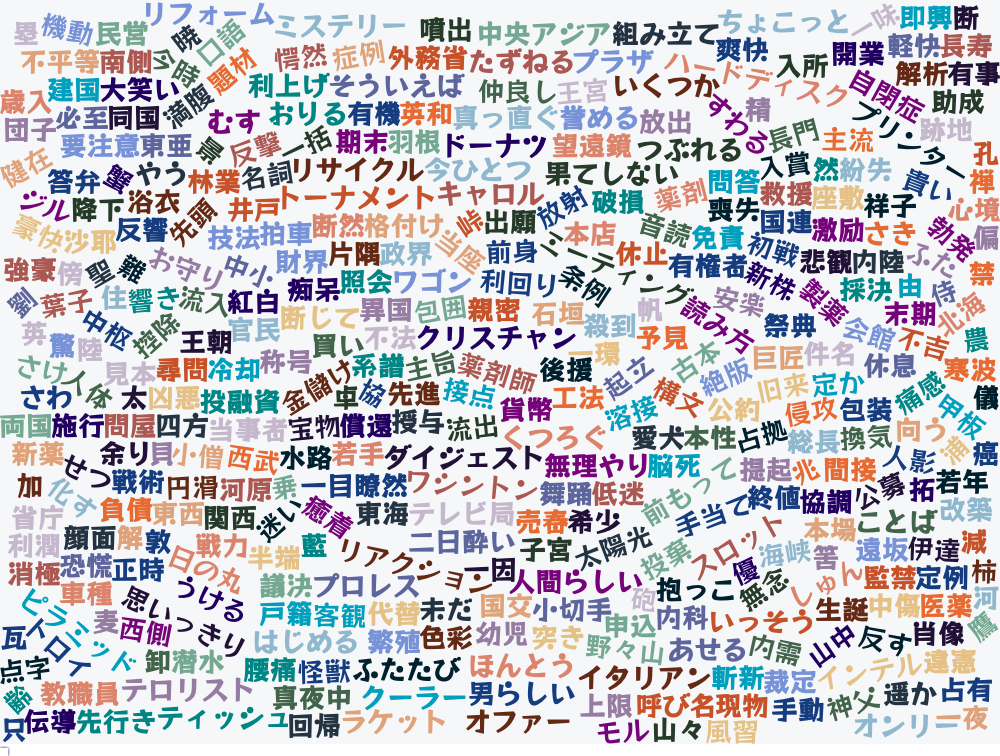 リフォーム ミステリー 噴出 中央アジア 組み立て ちょこっと 一味 即興 断
塁 機動 民営 暁 口語 愕然 症例 外務省 たずねる プラザ 爽快 開業 軽快 長寿
不平等 南側 今時 題材 利上げ そういえば 仲良し 王宮 いくつか ハードディスク 入所 解析 有事
建国 大笑い 満腹 おりる 有機 英和 真っ直ぐ 誉める 放出 すわる 精 自閉症 助成
歳入 団子 必至 同国 むす 反撃 一括 期末 羽根 ドーナツ 望遠鏡 つぶれる 長門 主流 プリンター 跡地
健在 要注意 東亜 やう 林業 名詞 リサイクル 今ひとつ 果てしない 入賞 然 紛失 貴い 孔
答弁 蟹 浴衣 井戸 トーナメント キャロル 放射 破損 薬剤 問答 救援 座敷 祥子 禅
ジル 降下 先頭 断然 格付け 峠 出願 音読 喪失 国連 激励 さき 勃発 心境
豪快 沙耶 反響 技法 拍車 片隅 政界 当座 前身 ミーティング 本店 休止 免責 初戦 悲観 内陸 ふた 偏
強豪 傍 聖 難 お守り 中小 財界 照会 ワゴン 利回り 条例 有権者 新株 製薬 採決 由 侍 禁
劉 葉子 住 響き 流入 紅白 痴呆 異国 包囲 親密 石垣 帆 読み方 安楽 末期 北海
英 驚 陸 中枢 控除 王朝 官民 断じて 買い 不法 クリスチャン 殺到 予見 祭典 会館 不吉 農
さけ 人体 見本 尋問 冷却 称号 系譜 主旨 薬剤師 後援 一環 起立 古本 巨匠 件名 休息 寒波
さわ 太 凶悪 投融資 金儲け 卓 協 先進 接点 貨幣 工法 溶接 構文 絶版 旧来 定か 痛感 儀
両国 施行 問屋 四方 当事者 宝物 償還 授与 流出 くつろぐ 公約 侵攻 包装 甲板
新薬 余り 貝 小僧 西武 水路 若手 ダイジェスト 無理やり 愛犬 本性 占拠 総長 換気 向う 癌
加 化す せつ 戦術 円滑 河原 乗 一目瞭然 ワシントン 舞踊 低迷 脳死 前もって 提起 兆 間接 人影 若年
省庁 負債 東西 関西 迷い 癒着 東海 テレビ局 売春 希少 手当て 終値 協調 公募 拓 改築
利潤 顔面 解 敦 戦力 藍 二日酔い 子宮 太陽光 投棄 スロット 本場 ことば
消極 恐慌 正時 日の丸 半端 リアクション 一因 人間らしい 優 海峡 筈 遠坂 伊達 減
車種 思いっきり うける 議決 プロレス 砲 抱っこ 無念 しゅん 監禁 定例 柿
ピラミッド 麦 西側 戸籍 客観 代替 未だ 国交 小切手 申込 内科 いっそう 生誕 中傷 医薬 河
瓦 イロイ はじめる 繁殖 色彩 幼児 突き 野々山 あせる 内需 山中 反す 肖像 鷹
点字 卸 潜水 腰痛 怪獣 ふたたび ほんとう イタリアン 斬新 裁定 インテル 違憲
教職員 テロリスト 真夜中 クーラー 男らしい 上限 呼び名 現物 手動 神父 遥か 占有
只 伝導 先行き ティッシュ 回帰 ラケット オファー モル 山々 風習 オンリー 一夜